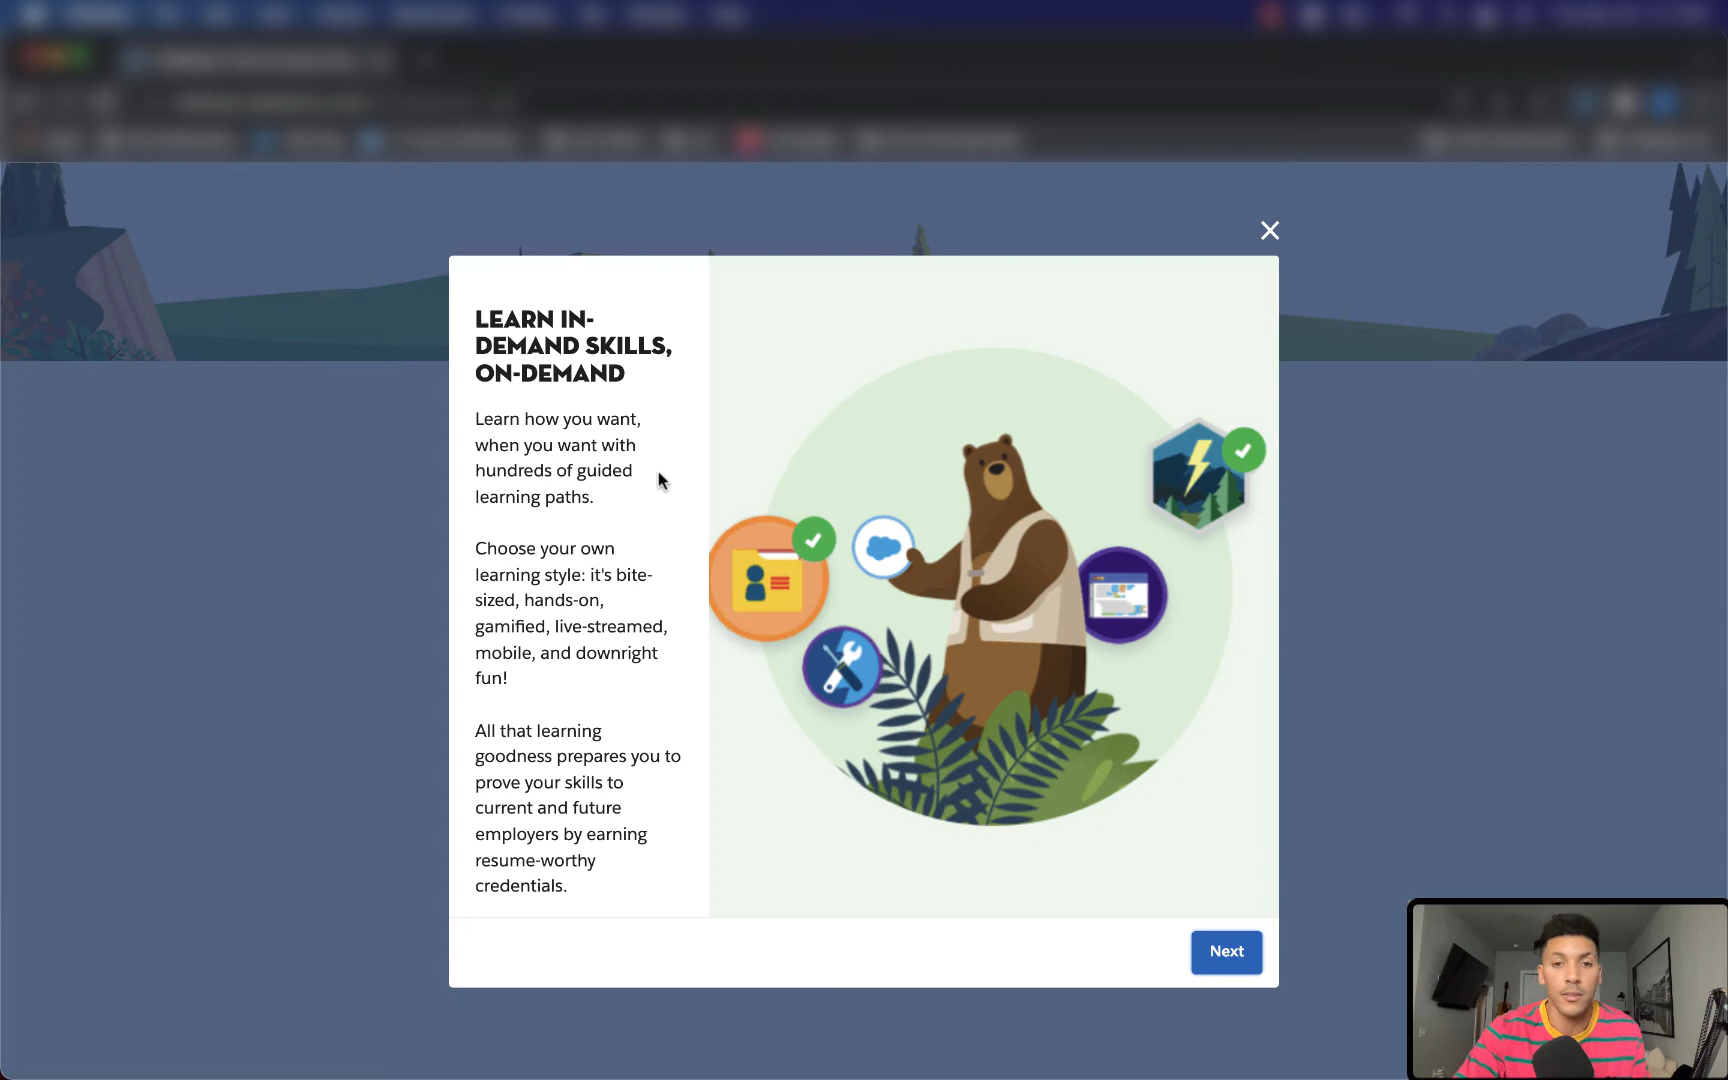 LEARN IN-
DEMAND SKILLS,
ON-DEMAND
Learn how you want,
when you want with
hundreds of guided
learning paths.
Choose your own
learning style: it's bite-
sized, hands-on,
gamified, live-streamed,
mobile, and downright
fun!
All that learning
goodness prepares you to
prove your skills to
current and future
employers by earning
resume-worthy
credentials.
Next